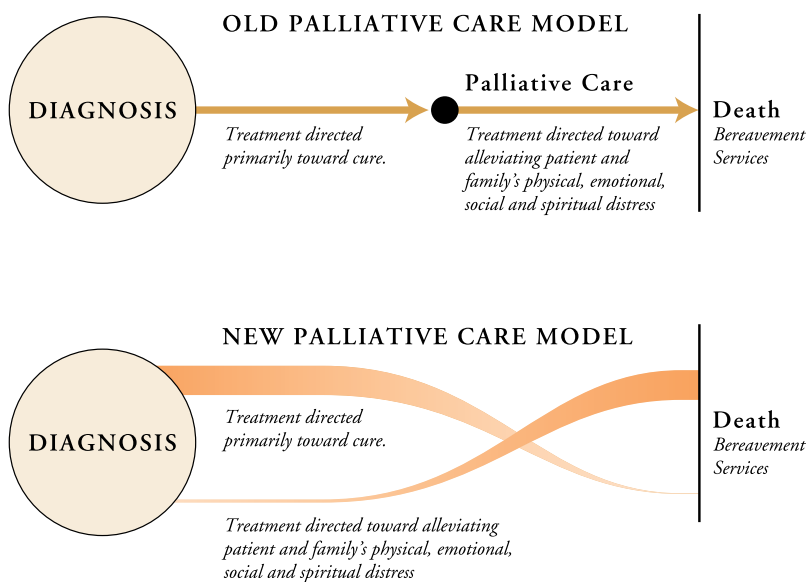 OLD PALLIATIVE CARE MODEL
DIAGNOSIS
Treatment directed
primarily toward cure.
Palliative Care
Treatment directed toward
alleviating patient and
family's physical, emotional,
social and spiritual distress
Death
Bereavement
Services
NEW PALLIATIVE CARE MODEL
DIAGNOSIS
Treatment directed
primarily toward cure.
Treatment directed toward alleviating
patient and family's physical, emotional,
social and spiritual distress
Death
Bereavement
Services